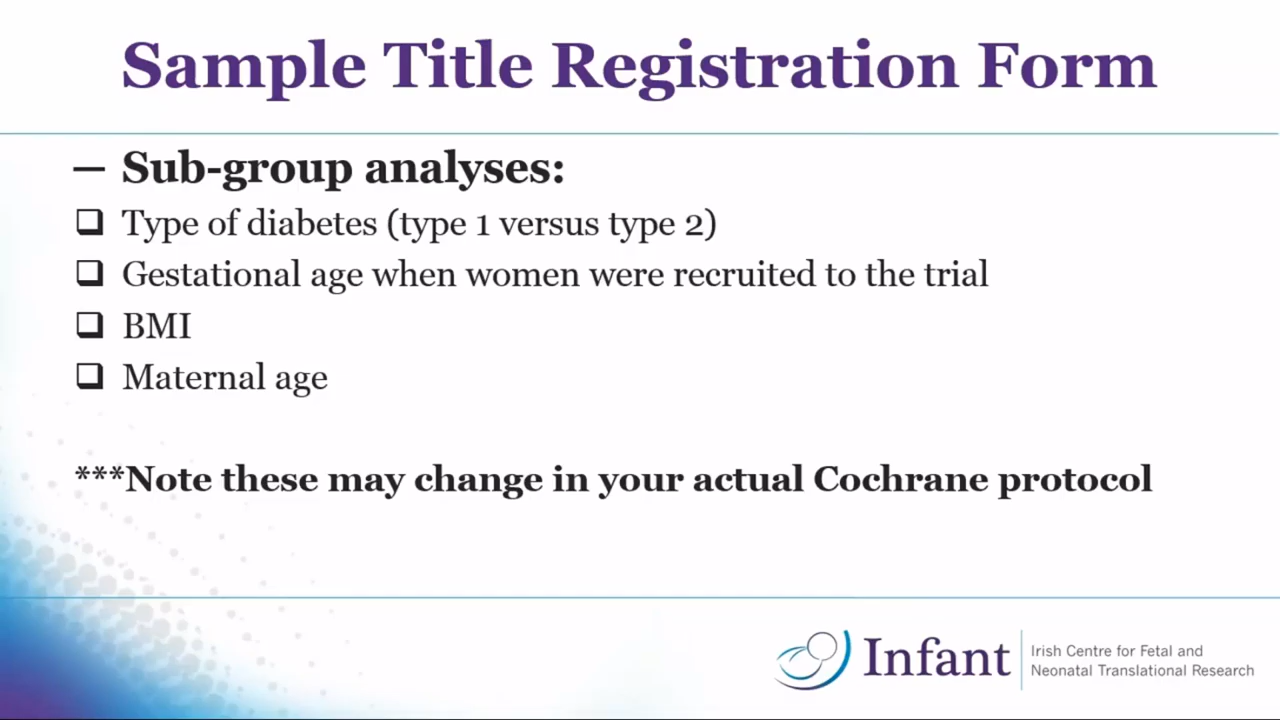 Sample Title Registration Form
– Sub-group analyses:
❑ Type of diabetes (type 1 versus type 2)
❑ Gestational age when women were recruited to the trial
❑ BMI
❑ Maternal age
***Note these may change in your actual Cochrane protocol
Infant
Irish Centre for Fetal and
Neonatal Translational Research